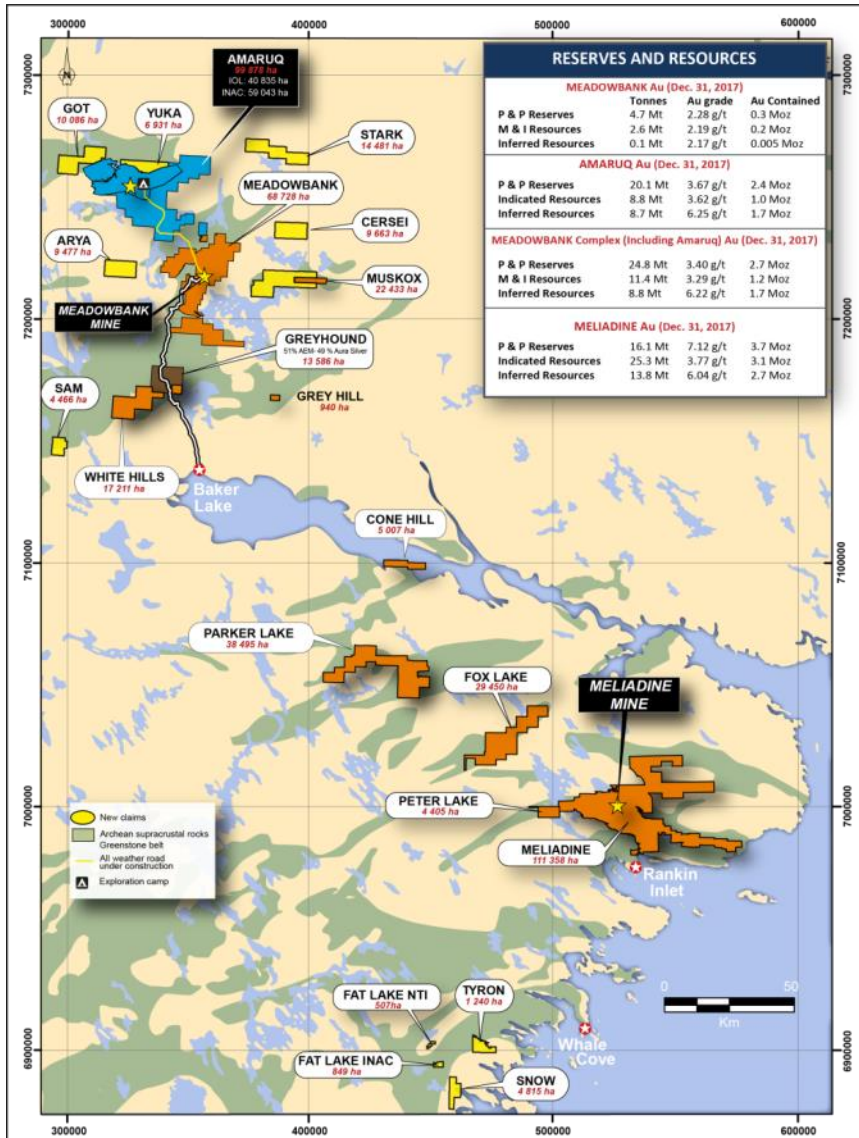 300000 400000 500000 600000
7300000
7200000
7100000
7000000
6900000
N
AMARUQ
99 878 ha
IOL: 40 835 ha
INAC: 59 043 ha
GOT
10 086 ha
YUKA
6 931 ha
STARK
14 481 ha
MEADOWBANK
68 728 ha
CERSEI
9 663 ha
ARYA
9 477 ha
MUSKOX
22 433 ha
MEADOWBANK
MINE
GREYHOUND
51% AEM- 49 % Aura Silver
13 586 ha
SAM
4 466 ha
GREY HILL
940 ha
WHITE HILLS
17 211 ha
Baker
Lake
CONE HILL
5 007 ha
PARKER LAKE
38 495 ha
FOX LAKE
29 450 ha
MELIADINE
MINE
PETER LAKE
4 405 ha
MELIADINE
111 358 ha
Rankin
Inlet
FAT LAKE NTI
507ha
TYRON
1 240 ha
FAT LAKE INAC
849 ha
SNOW
4 815 ha
Whale
Cove
RESERVES AND RESOURCES
MEADOWBANK Au (Dec. 31, 2017)
Tonnes Au grade Au Contained
P & P Reserves 4.7 Mt 2.28 g/t 0.3 Moz
M & I Resources 2.6 Mt 2.19 g/t 0.2 Moz
Inferred Resources 0.1 Mt 2.17 g/t 0.005 Moz
AMARUQ Au (Dec. 31, 2017)
P & P Reserves 20.1 Mt 3.67 g/t 2.4 Moz
Indicated Resources 8.8 Mt 3.62 g/t 1.0 Moz
Inferred Resources 8.7 Mt 6.25 g/t 1.7 Moz
MEADOWBANK Complex (Including Amaruq) Au (Dec. 31, 2017)
P & P Reserves 24.8 Mt 3.40 g/t 2.7 Moz
M & I Resources 11.4 Mt 3.29 g/t 1.2 Moz
Inferred Resources 8.8 Mt 6.22 g/t 1.7 Moz
MELIADINE Au (Dec. 31, 2017)
P & P Reserves 16.1 Mt 7.12 g/t 3.7 Moz
Indicated Resources 25.3 Mt 3.77 g/t 3.1 Moz
Inferred Resources 13.8 Mt 6.04 g/t 2.7 Moz
New claims
Archean supracrustal rocks
Greenstone belt
All weather road
under construction
Exploration camp
0 50
Km
7300000
7200000
7100000
7000000
6900000
300000 400000 500000 600000